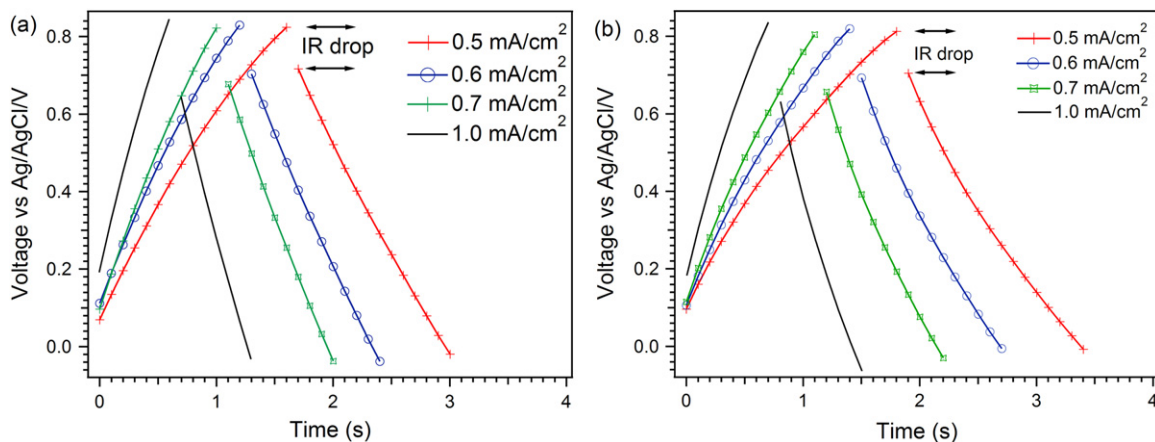 (a)
IR drop
0.5 mA/cm²
0.6 mA/cm²
0.7 mA/cm²
1.0 mA/cm²
Voltage vs Ag/AgCl/V
0.8
0.6
0.4
0.2
0.0
0 1 2 3 4
Time (s)
(b)
IR drop
0.5 mA/cm²
0.6 mA/cm²
0.7 mA/cm²
1.0 mA/cm²
Voltage vs Ag/AgCl/V
0.8
0.6
0.4
0.2
0.0
0 1 2 3 4
Time (s)